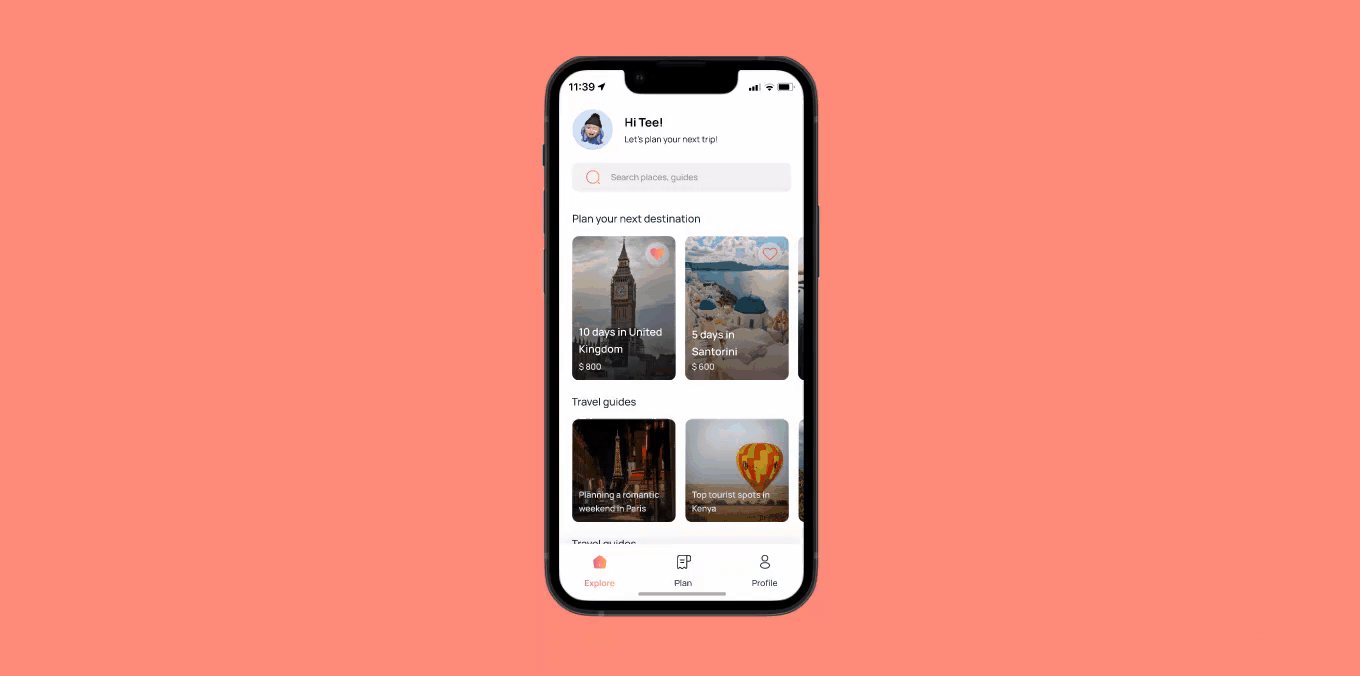 11:39
Hi Tee!
Let's plan your next trip!
Search places, guides
Plan your next destination
10 days in United
Kingdom
$ 800
5 days in
Santorini
$ 600
Travel guides
Planning a romantic
weekend in Paris
Top tourist spots in
Kenya
Travel guides
Explore
Plan
Profile